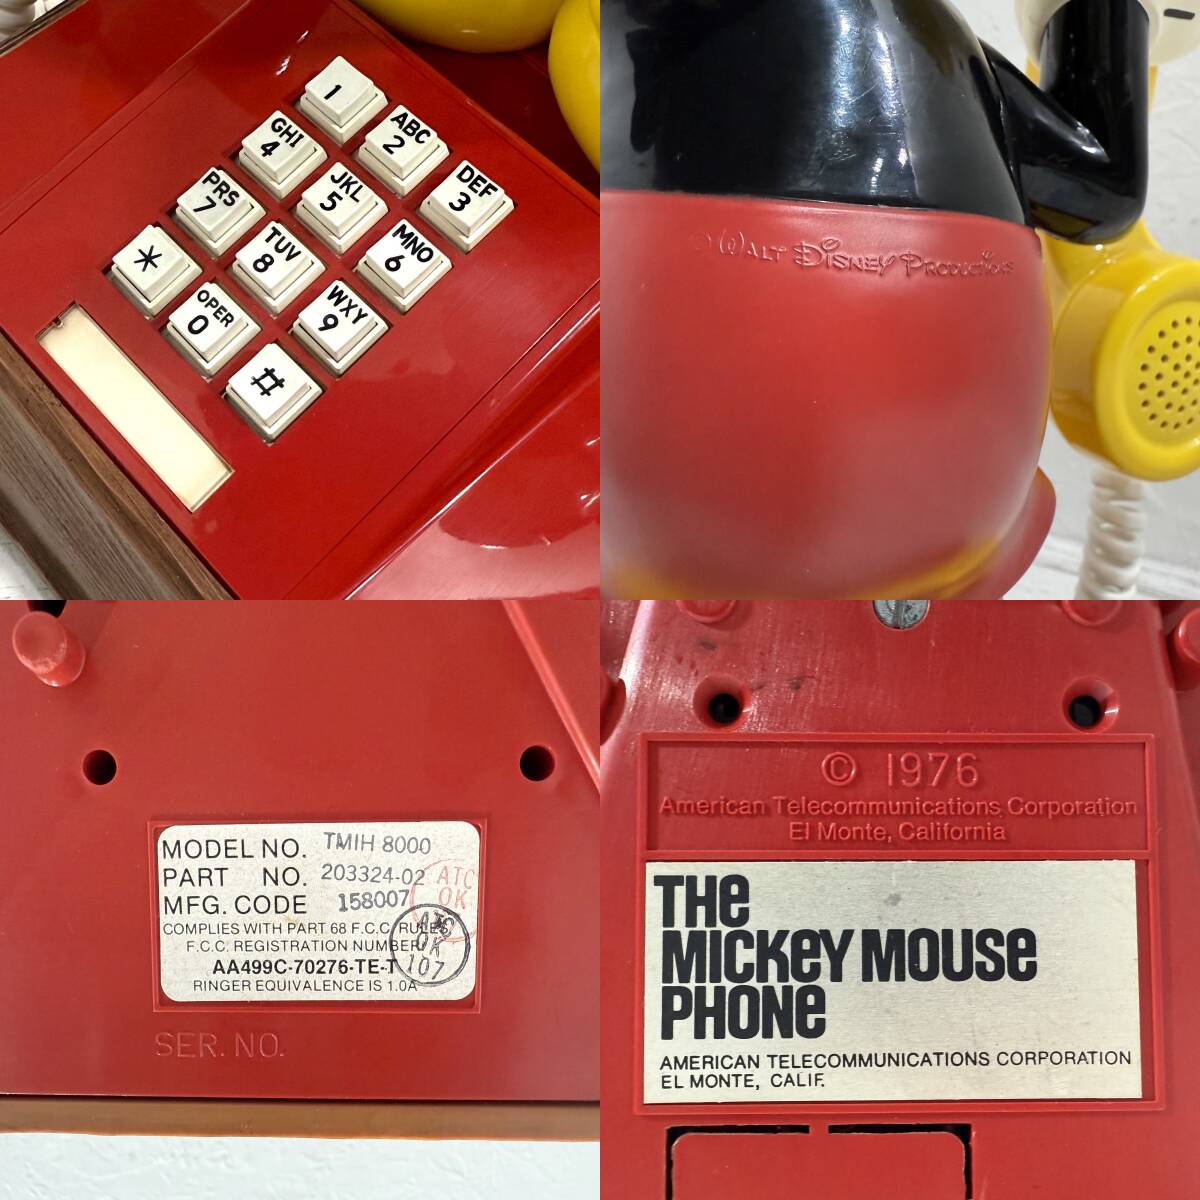 1
ABC
2
DEF
3
GHI
4
JKL
5
MNO
6
PRS
7
TUV
8
WXY
9
*
OPER
0
#
© WALT DISNEY PRODUCTIONS
MODEL NO. TMIH 8000
PART NO. 203324-02
MFG. CODE 158007
ATC
OK
COMPLIES WITH PART 68 F.C.C. RULES
F.C.C. REGISTRATION NUMBER
AA499C-70276-TE-T
RINGER EQUIVALENCE IS 1.0A
ATC
OK
107
SER. NO.
© 1976
American Telecommunications Corporation
El Monte, California
THE
MICKEY MOUSE
PHONE
AMERICAN TELECOMMUNICATIONS CORPORATION
EL MONTE, CALIF.